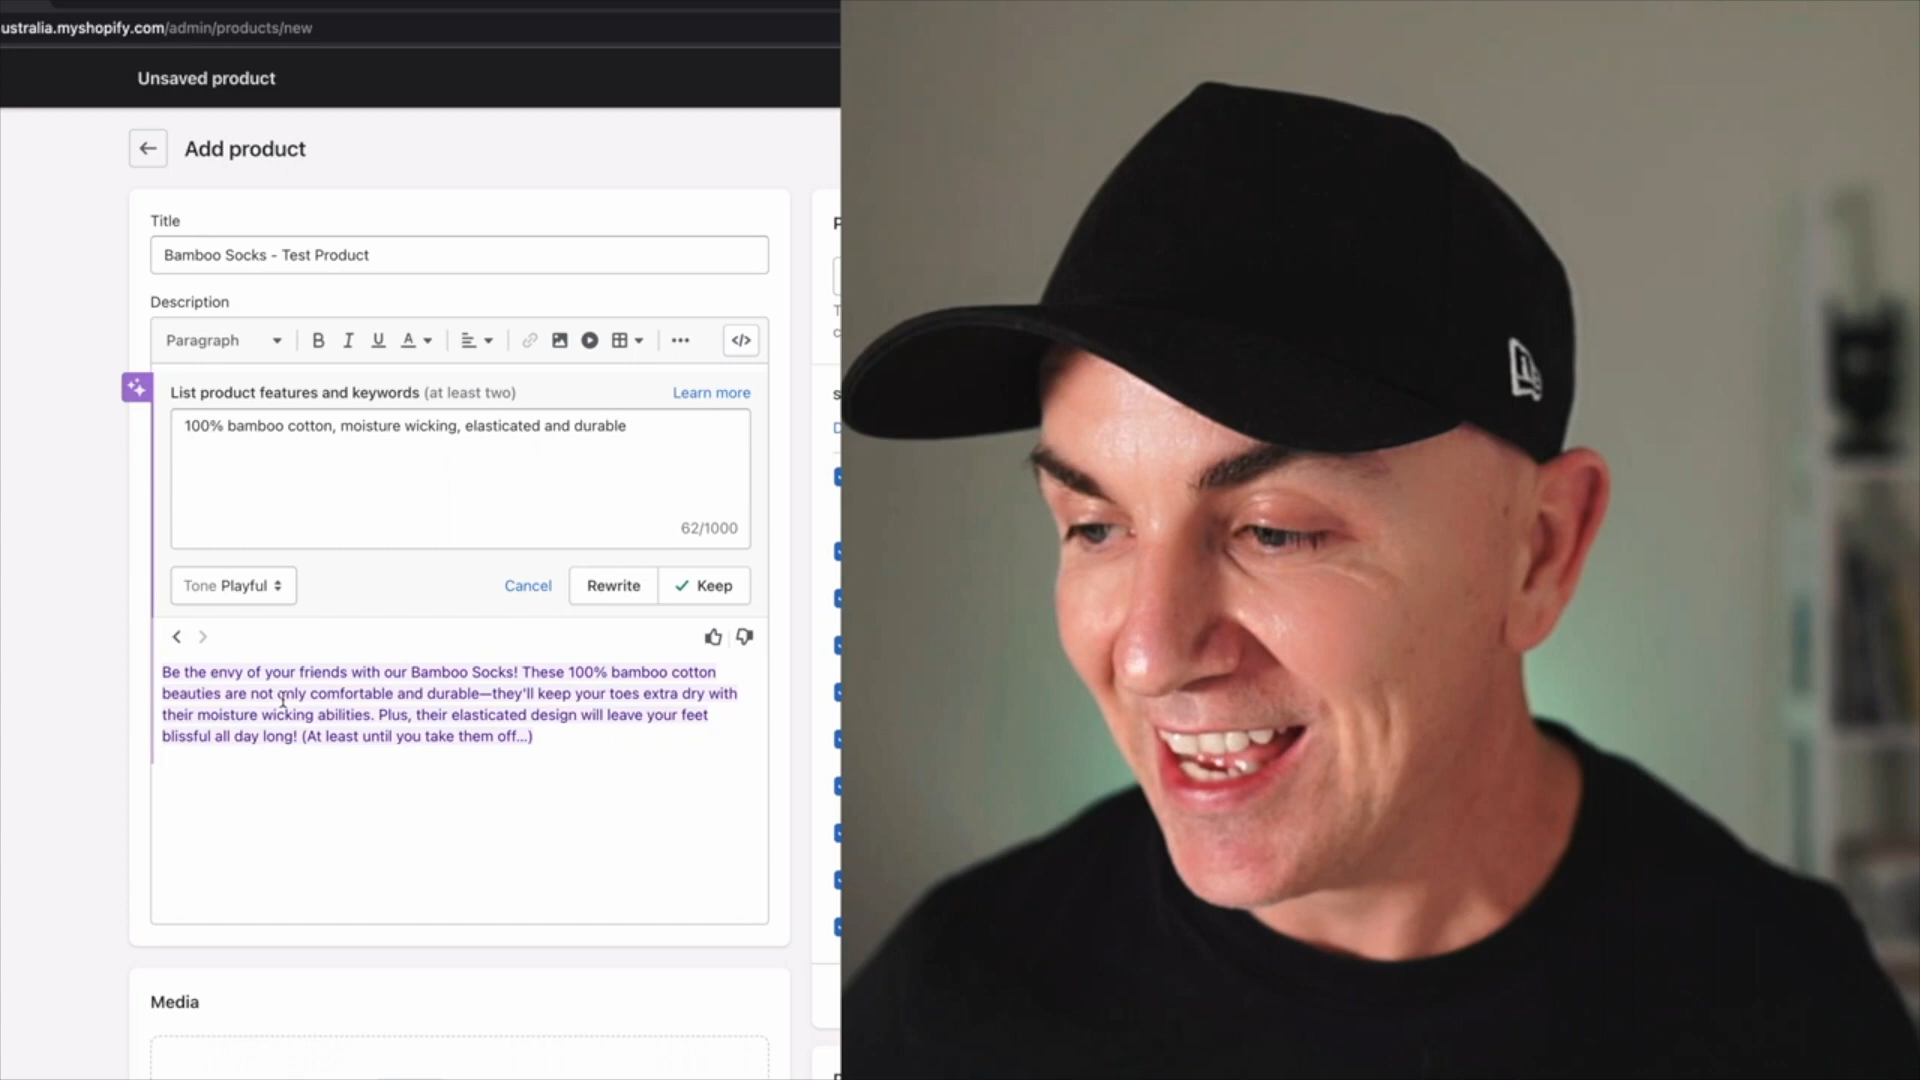 ustralia.myshopify.com/admin/products/new
Unsaved product
Add product
Title
Bamboo Socks - Test Product
Description
Paragraph
B I U A
</>
List product features and keywords (at least two)
Learn more
100% bamboo cotton, moisture wicking, elasticated and durable
62/1000
Tone Playful
Cancel
Rewrite
Keep
Be the envy of your friends with our Bamboo Socks! These 100% bamboo cotton
beauties are not only comfortable and durable—they'll keep your toes extra dry with
their moisture wicking abilities. Plus, their elasticated design will leave your feet
blissful all day long! (At least until you take them off...)
Media